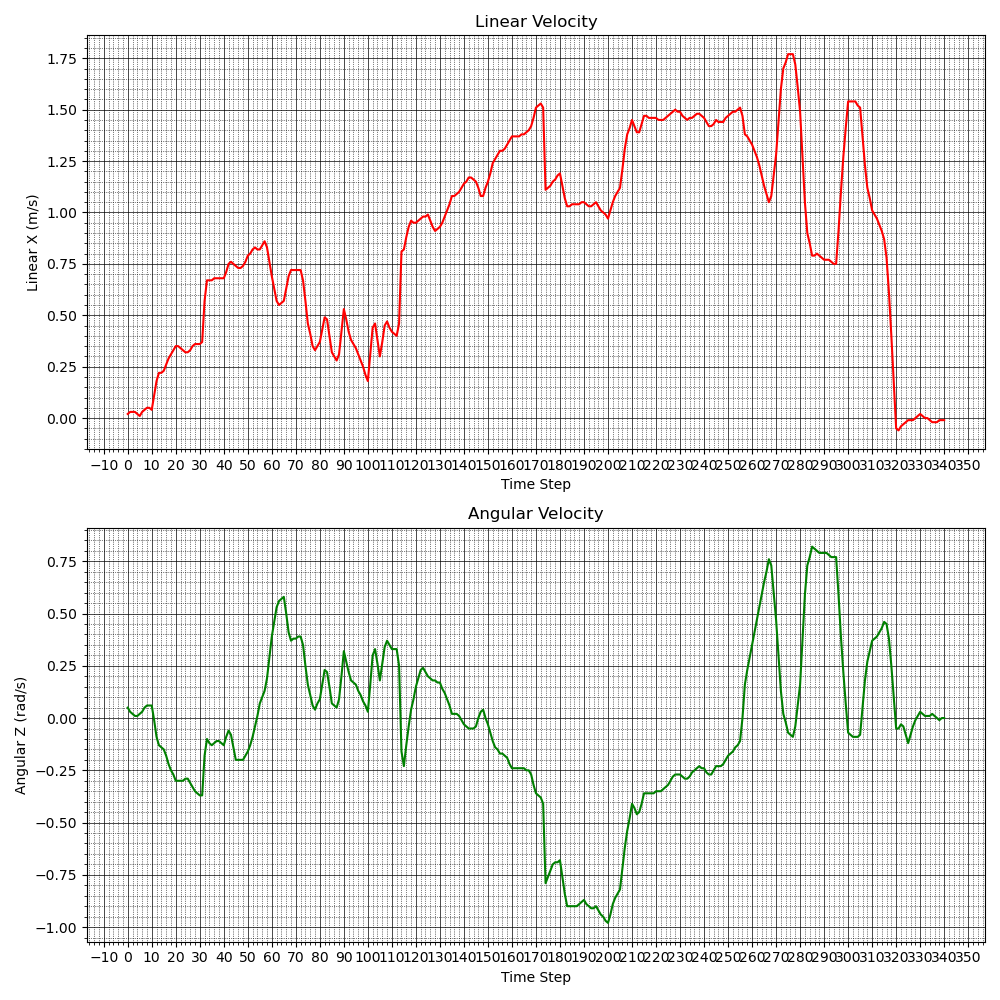 Linear Velocity
1.75
1.50
1.25
1.00
0.75
0.50
0.25
0.00
Linear X (m/s)
−10 0 10 20 30 40 50 60 70 80 90 100 110 120 130 140 150 160 170 180 190 200 210 220 230 240 250 260 270 280 290 300 310 320 330 340 350
Time Step
Angular Velocity
0.75
0.50
0.25
0.00
−0.25
−0.50
−0.75
−1.00
Angular Z (rad/s)
−10 0 10 20 30 40 50 60 70 80 90 100 110 120 130 140 150 160 170 180 190 200 210 220 230 240 250 260 270 280 290 300 310 320 330 340 350
Time Step